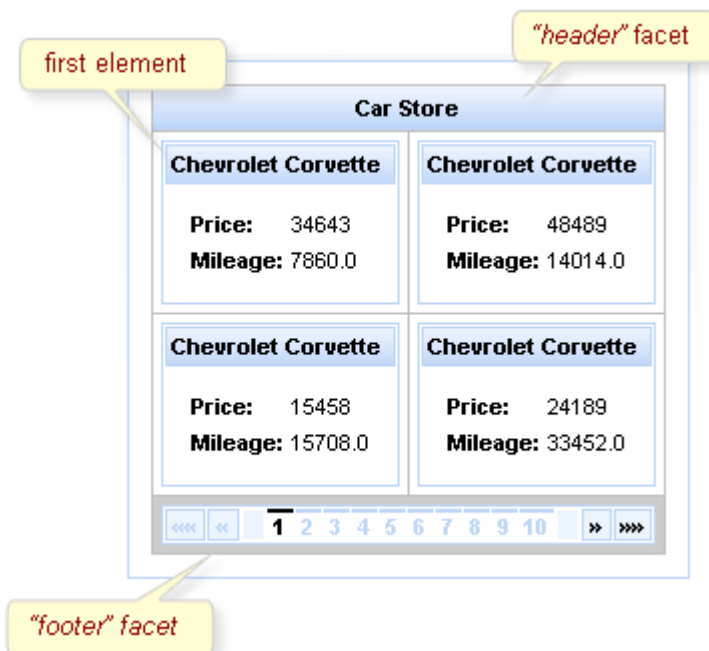 "header" facet
first element
Car Store
Chevrolet Corvette
Price: 34643
Mileage: 7860.0
Chevrolet Corvette
Price: 48489
Mileage: 14014.0
Chevrolet Corvette
Price: 15458
Mileage: 15708.0
Chevrolet Corvette
Price: 24189
Mileage: 33452.0
«« « 1 2 3 4 5 6 7 8 9 10 » »»
"footer" facet